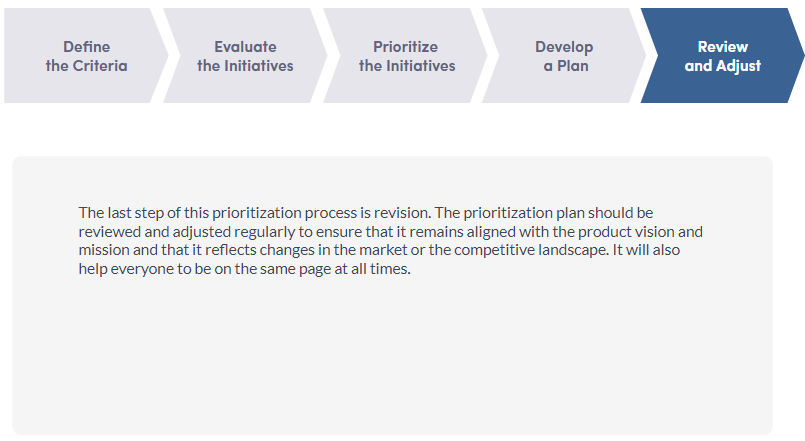 Define
the Criteria
Evaluate
the Initiatives
Prioritize
the Initiatives
Develop
a Plan
Review
and Adjust
The last step of this prioritization process is revision. The prioritization plan should be
reviewed and adjusted regularly to ensure that it remains aligned with the product vision and
mission and that it reflects changes in the market or the competitive landscape. It will also
help everyone to be on the same page at all times.